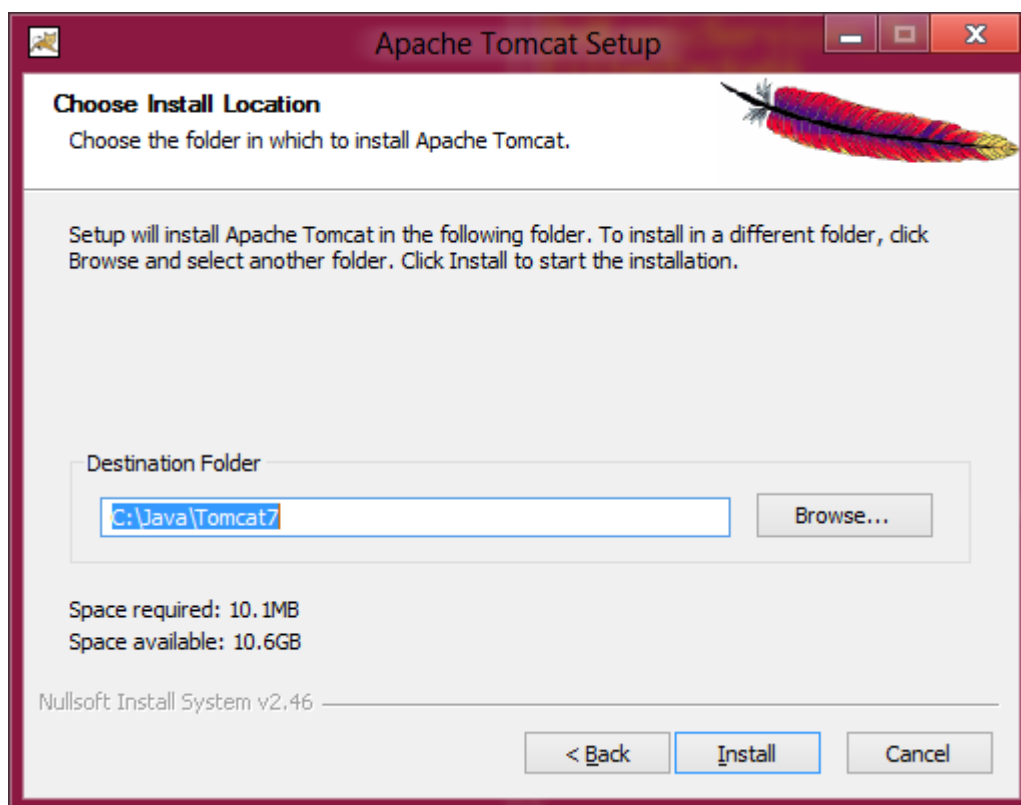 Apache Tomcat Setup
Choose Install Location
Choose the folder in which to install Apache Tomcat.
Setup will install Apache Tomcat in the following folder. To install in a different folder, click
Browse and select another folder. Click Install to start the installation.
Destination Folder
C:\Java\Tomcat7
Browse...
Space required: 10.1MB
Space available: 10.6GB
Nullsoft Install System v2.46
< Back
Install
Cancel